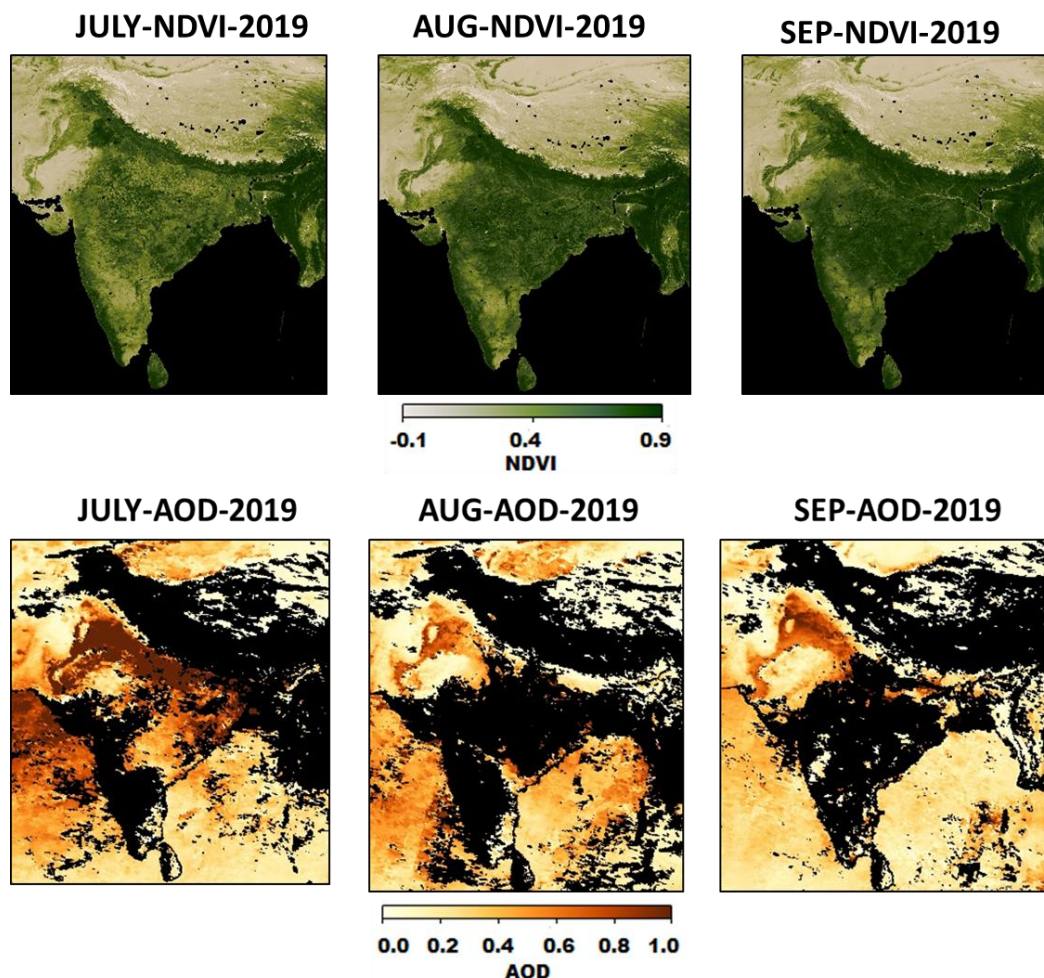 JULY-NDVI-2019 AUG-NDVI-2019 SEP-NDVI-2019
-0.1 0.4 0.9
NDVI
JULY-AOD-2019 AUG-AOD-2019 SEP-AOD-2019
0.0 0.2 0.4 0.6 0.8 1.0
AOD